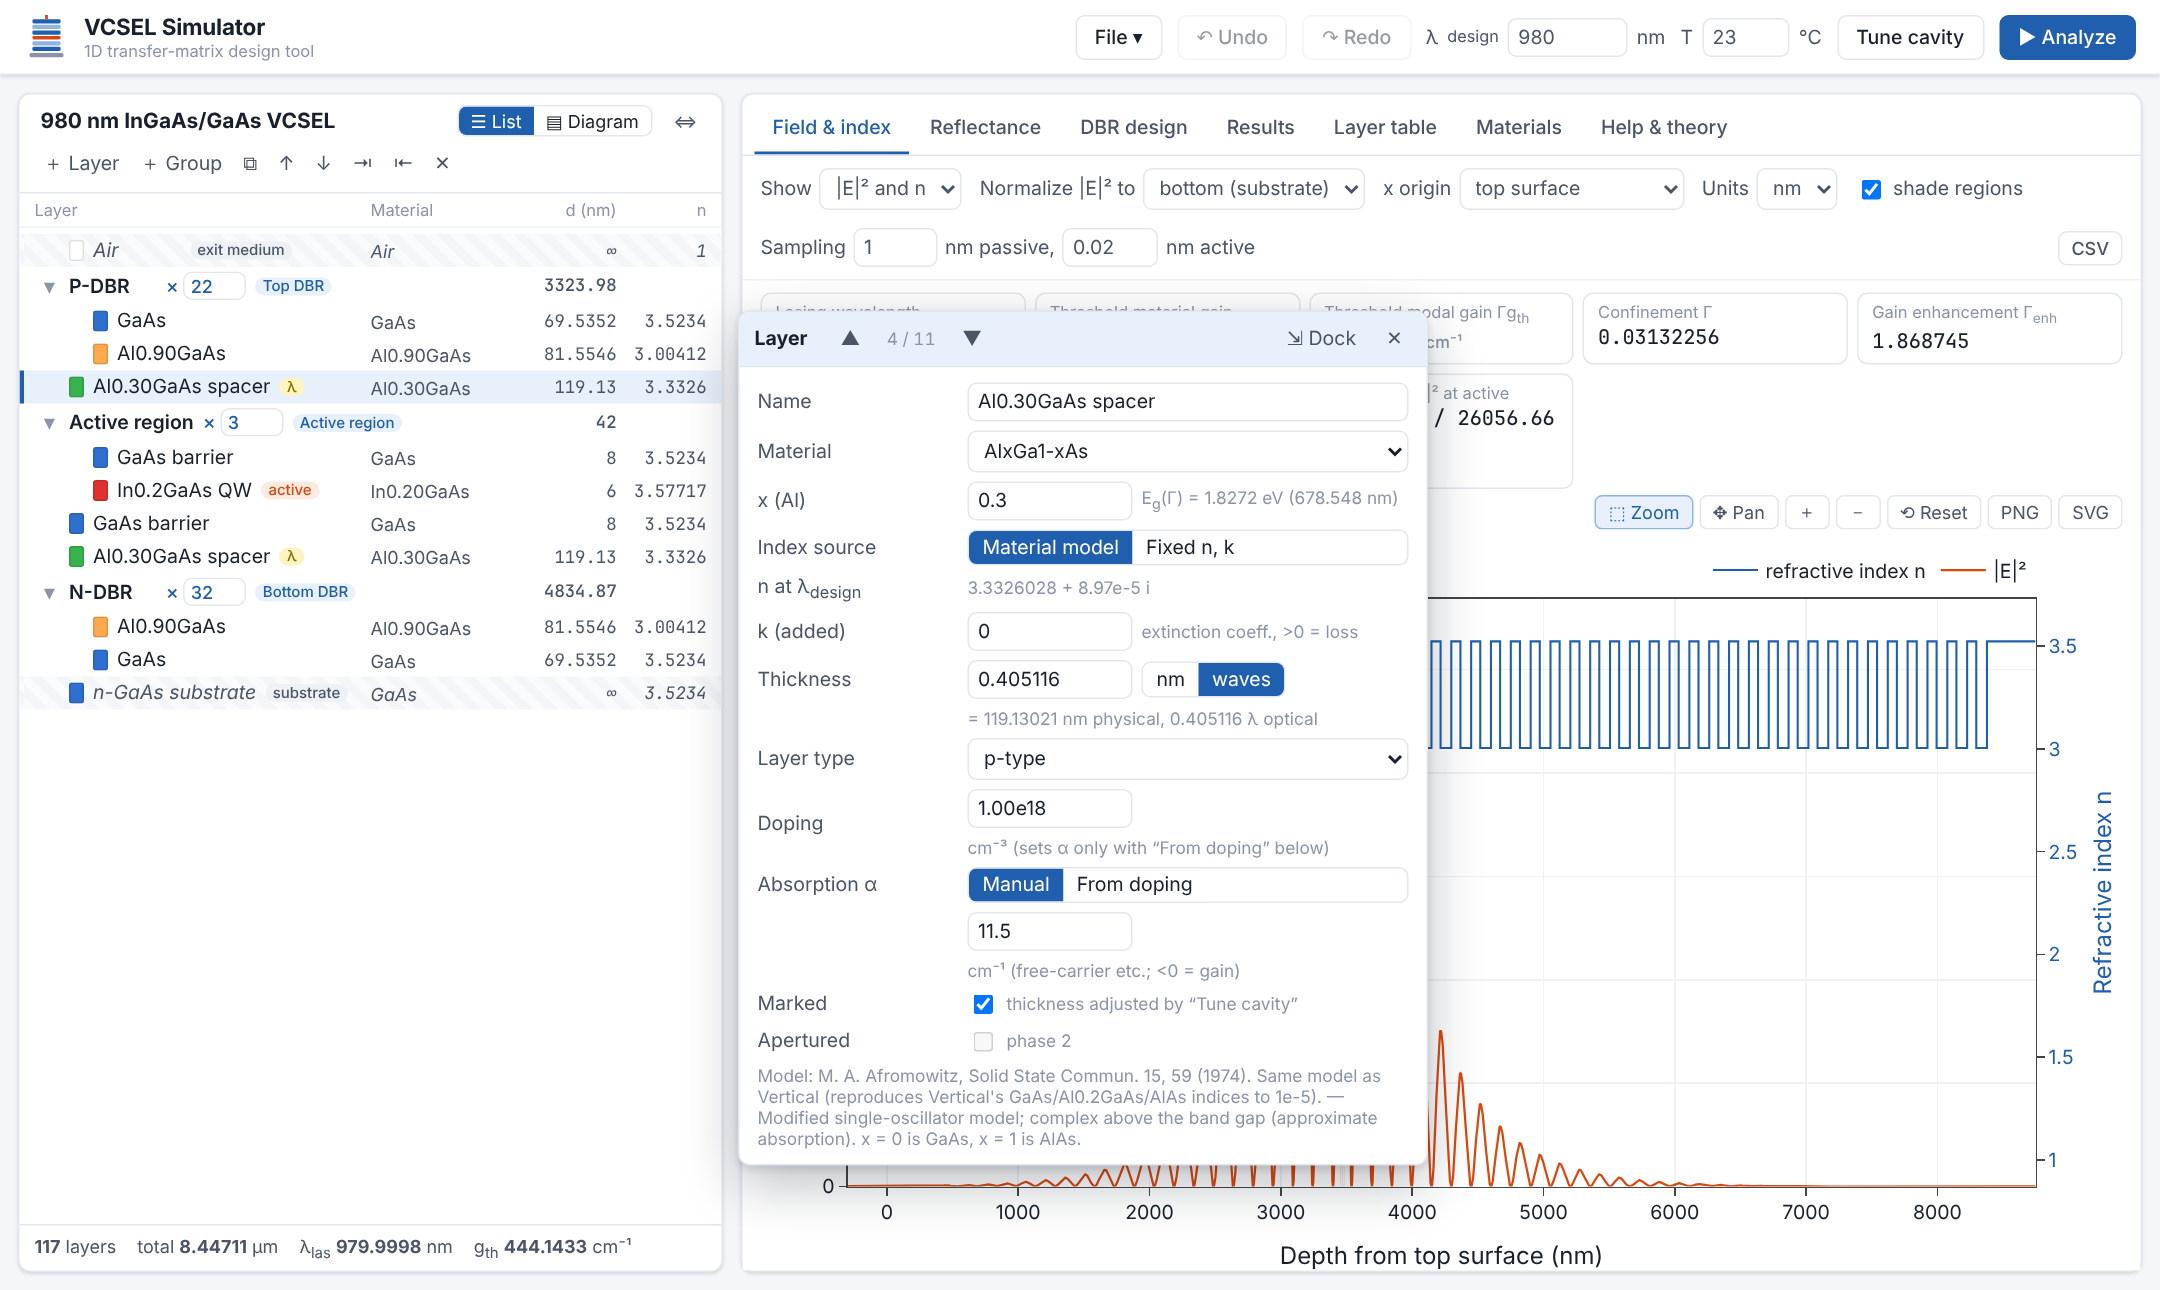 VCSEL Simulator
1D transfer-matrix design tool
File ▾
↶ Undo
↷ Redo
λ design 980 nm
T 23 °C
Tune cavity
▶ Analyze
980 nm InGaAs/GaAs VCSEL
☰ List
▤ Diagram
⇔
+ Layer + Group ⧉ ↑ ↓ ⇥ ⇤ ✕
Layer Material d (nm) n
Air exit medium Air ∞ 1
▼ P-DBR × 22 Top DBR 3323.98
GaAs GaAs 69.5352 3.5234
Al0.90GaAs Al0.90GaAs 81.5546 3.00412
Al0.30GaAs spacer λ Al0.30GaAs 119.13 3.3326
▼ Active region × 3 Active region 42
GaAs barrier GaAs 8 3.5234
In0.2GaAs QW active In0.20GaAs 6 3.57717
GaAs barrier GaAs 8 3.5234
Al0.30GaAs spacer λ Al0.30GaAs 119.13 3.3326
▼ N-DBR × 32 Bottom DBR 4834.87
Al0.90GaAs Al0.90GaAs 81.5546 3.00412
GaAs GaAs 69.5352 3.5234
n-GaAs substrate substrate GaAs ∞ 3.5234
117 layers total 8.44711 µm λlas 979.9998 nm gth 444.1433 cm⁻¹
Field & index Reflectance DBR design Results Layer table Materials Help & theory
Show |E|² and n Normalize |E|² to bottom (substrate) x origin top surface Units nm shade regions
Sampling 1 nm passive, 0.02 nm active
CSV
odal gain Γgth
cm⁻¹
Confinement Γ
0.03132256
Gain enhancement Γenh
1.868745
|² at active
/ 26056.66
Layer ▲ 4 / 11 ▼ ⇲ Dock ✕
Name Al0.30GaAs spacer
Material AlxGa1-xAs
x (Al) 0.3 Eg(Γ) = 1.8272 eV (678.548 nm)
Index source Material model Fixed n, k
n at λdesign 3.3326028 + 8.97e-5 i
k (added) 0 extinction coeff., >0 = loss
Thickness 0.405116 nm waves
= 119.13021 nm physical, 0.405116 λ optical
Layer type p-type
Doping 1.00e18
cm⁻³ (sets α only with “From doping” below)
Absorption α Manual From doping
11.5
cm⁻¹ (free-carrier etc.; <0 = gain)
Marked thickness adjusted by “Tune cavity”
Apertured phase 2
Model: M. A. Afromowitz, Solid State Commun. 15, 59 (1974). Same model as
Vertical (reproduces Vertical's GaAs/Al0.2GaAs/AlAs indices to 1e-5). —
Modified single-oscillator model; complex above the band gap (approximate
absorption). x = 0 is GaAs, x = 1 is AlAs.
⬚ Zoom ✥ Pan + − ⟲ Reset PNG SVG
refractive index n |E|²
3.5
3
2.5
2
1.5
1
Refractive index n
0
0 1000 2000 3000 4000 5000 6000 7000 8000
Depth from top surface (nm)